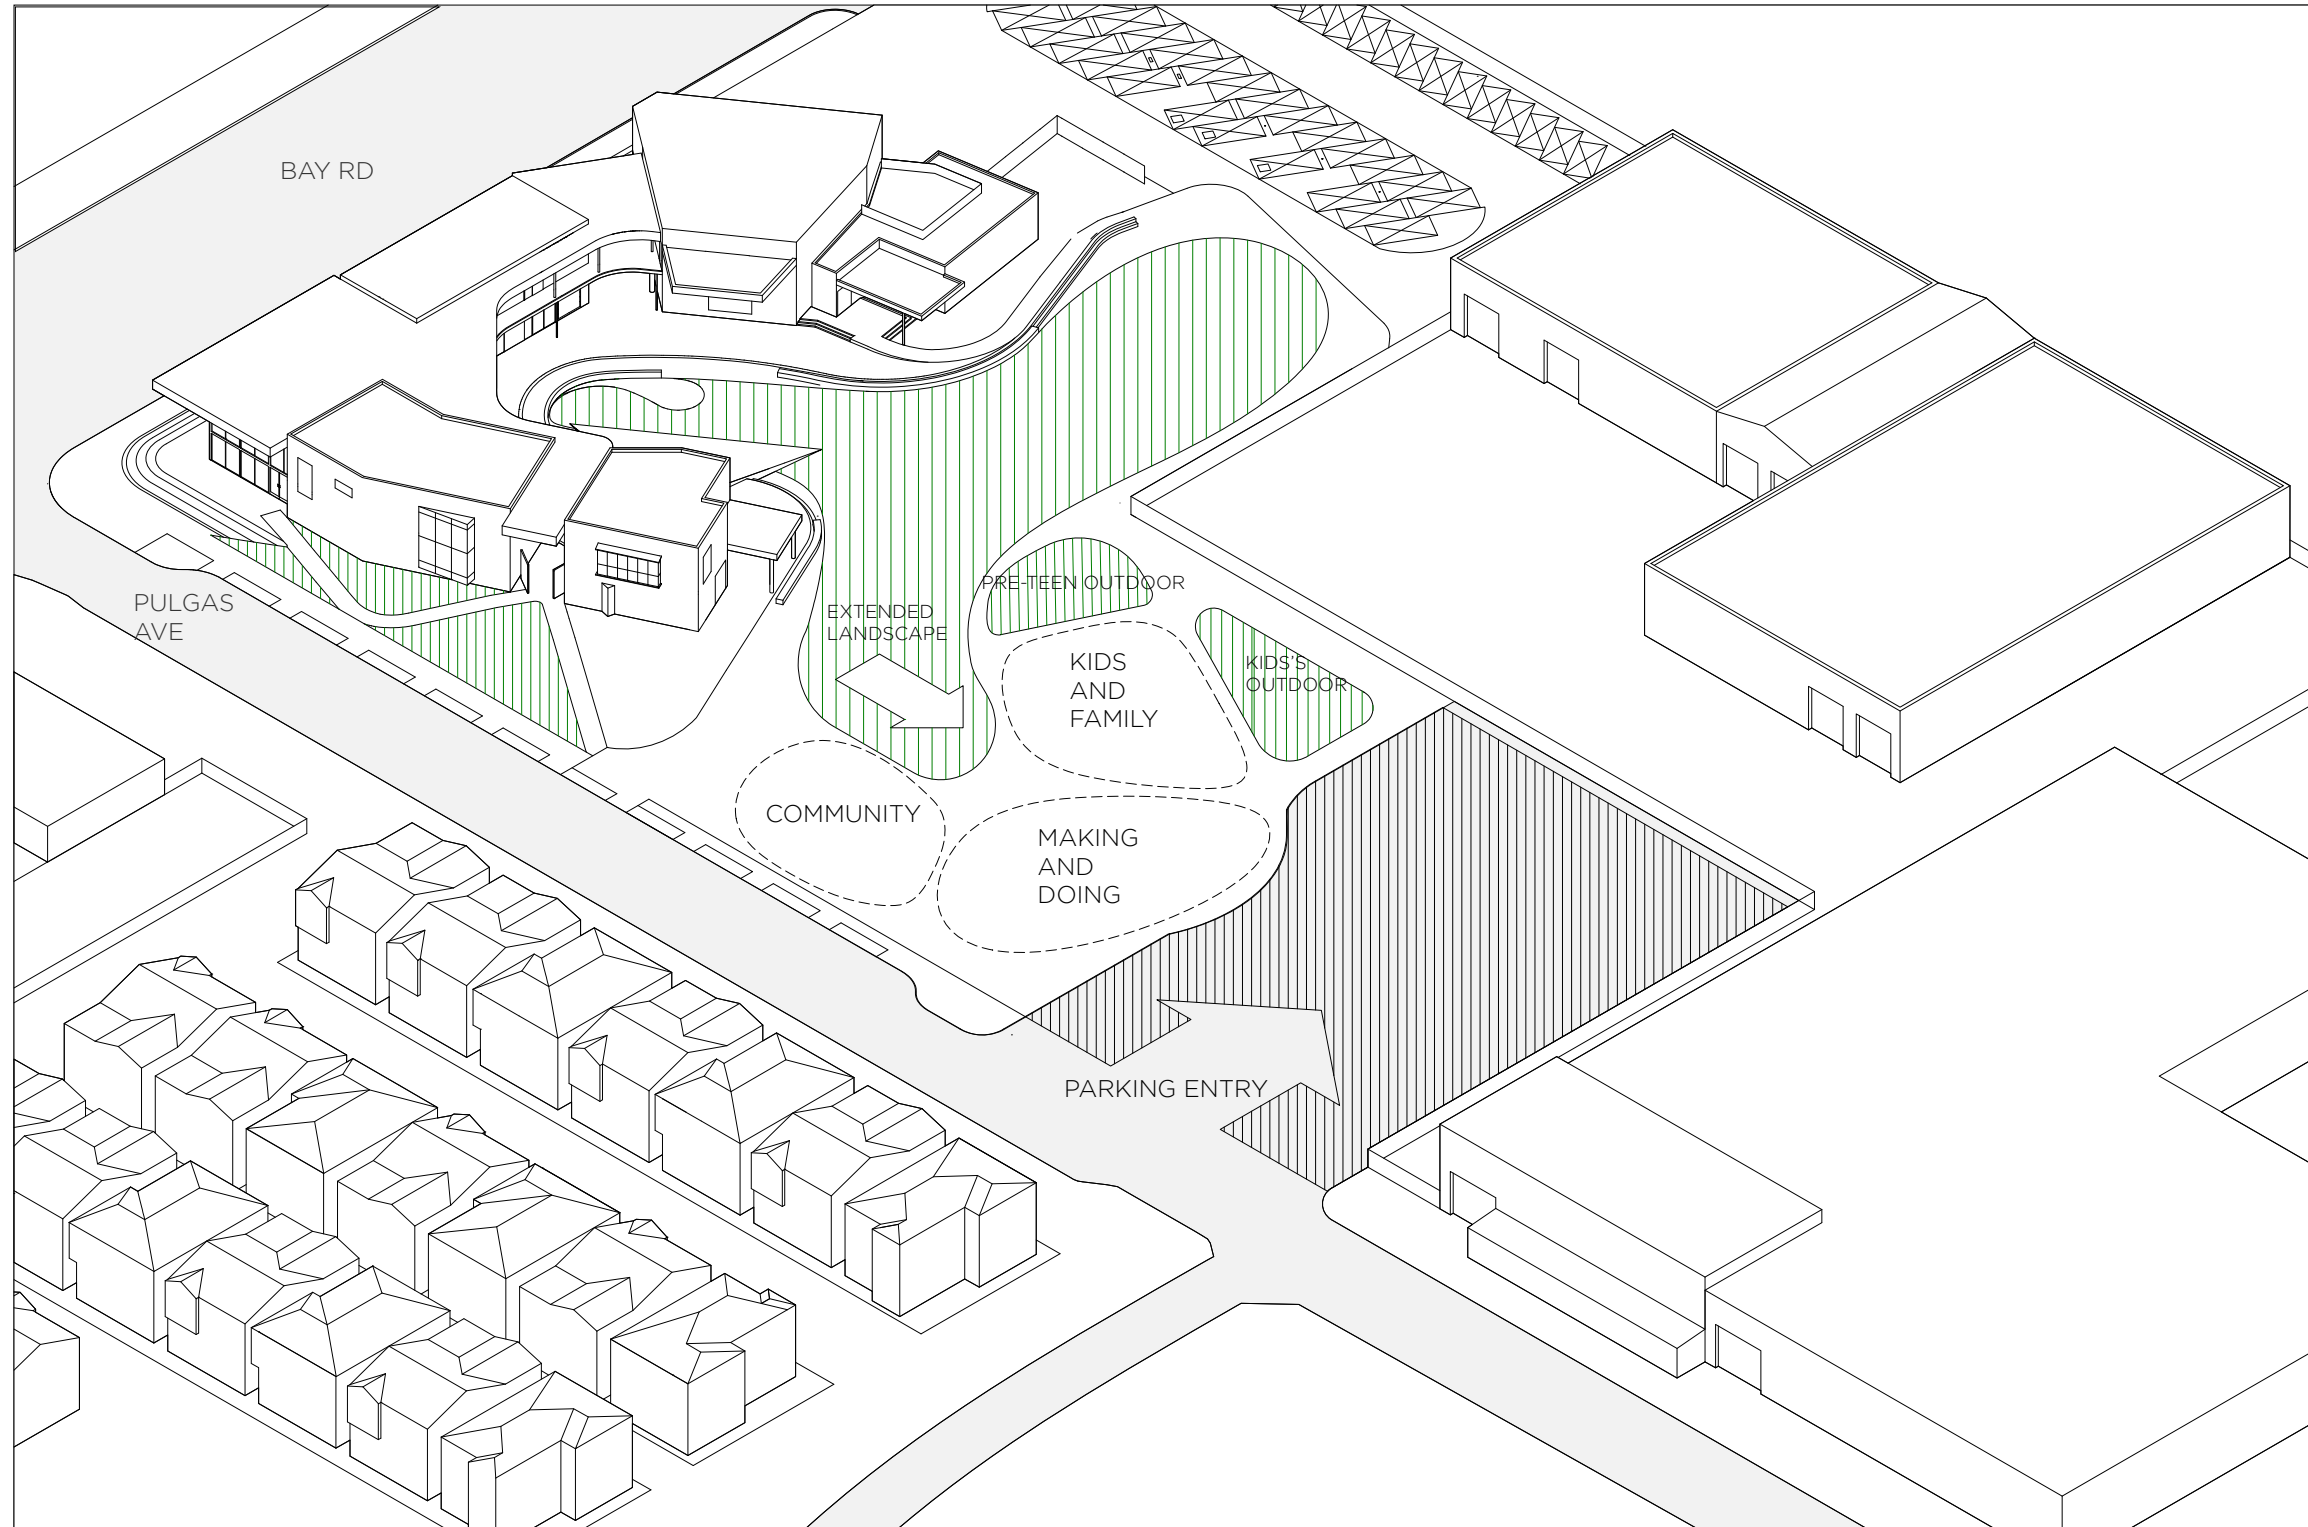 BAY RD
PULGAS
AVE
EXTENDED
LANDSCAPE
PRE-TEEN OUTDOOR
KIDS
AND
FAMILY
KIDS'S
OUTDOOR
COMMUNITY
MAKING
AND
DOING
PARKING ENTRY